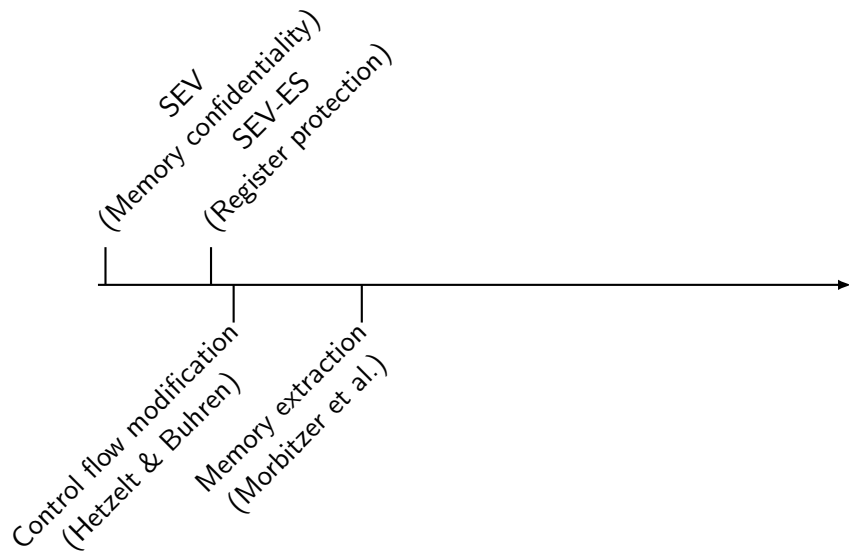 SEV
(Memory confidentiality)
SEV-ES
(Register protection)
Control flow modification
(Hetzelt & Buhren)
Memory extraction
(Morbitzer et al.)